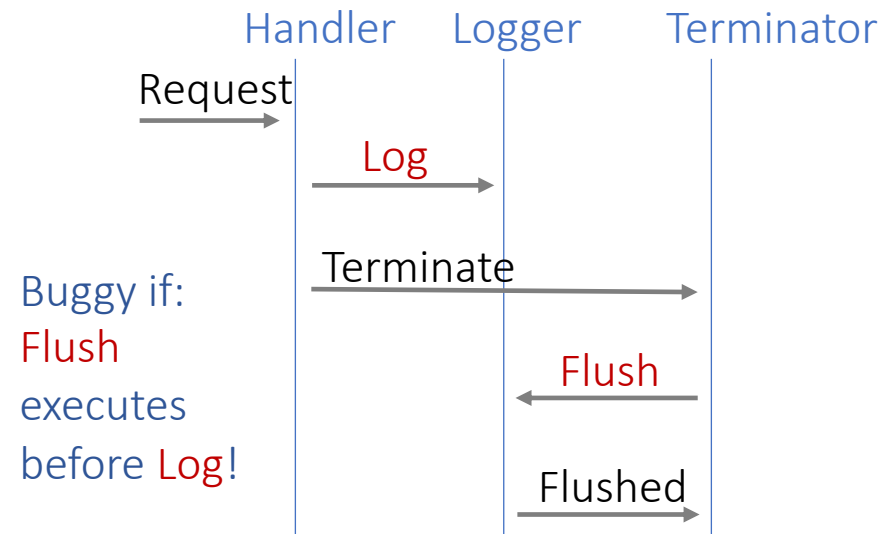 Handler Logger Terminator
Request
Log
Terminate
Buggy if:
Flush
executes
before Log!
Flush
Flushed